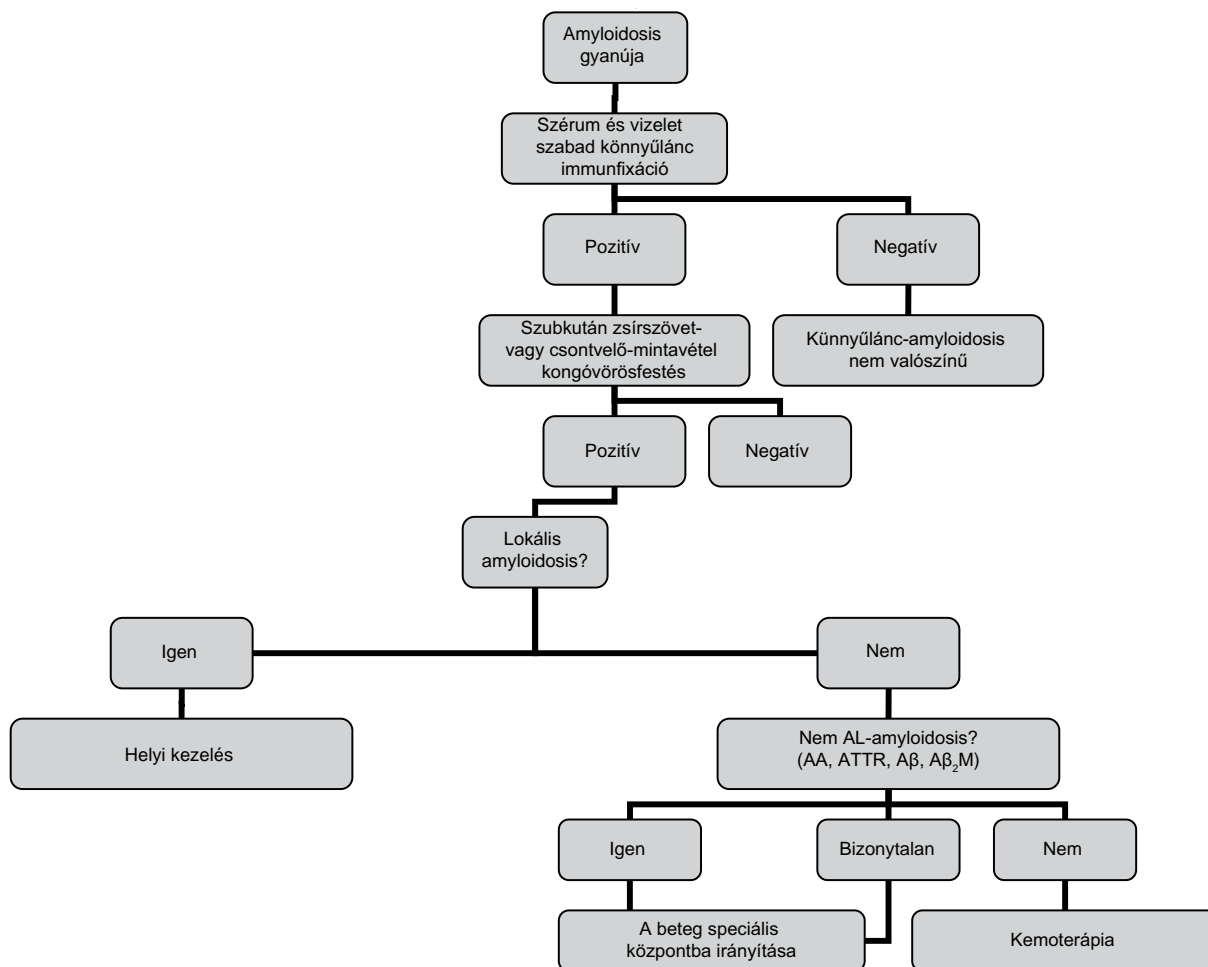 Amyloidosis
gyanúja
Szérum és vizelet
szabad könnyűlánc
immunfixáció
Pozitív
Negatív
Szubkután zsírszövet-
vagy csontvelő-mintavétel
kongóvörösfestés
Künnyűlánc-amyloidosis
nem valószínű
Pozitív
Negatív
Lokális
amyloidosis?
Igen
Nem
Helyi kezelés
Nem AL-amyloidosis?
(AA, ATTR, Aβ, Aβ₂M)
Igen
Bizonytalan
Nem
A beteg speciális
központba irányítása
Kemoterápia